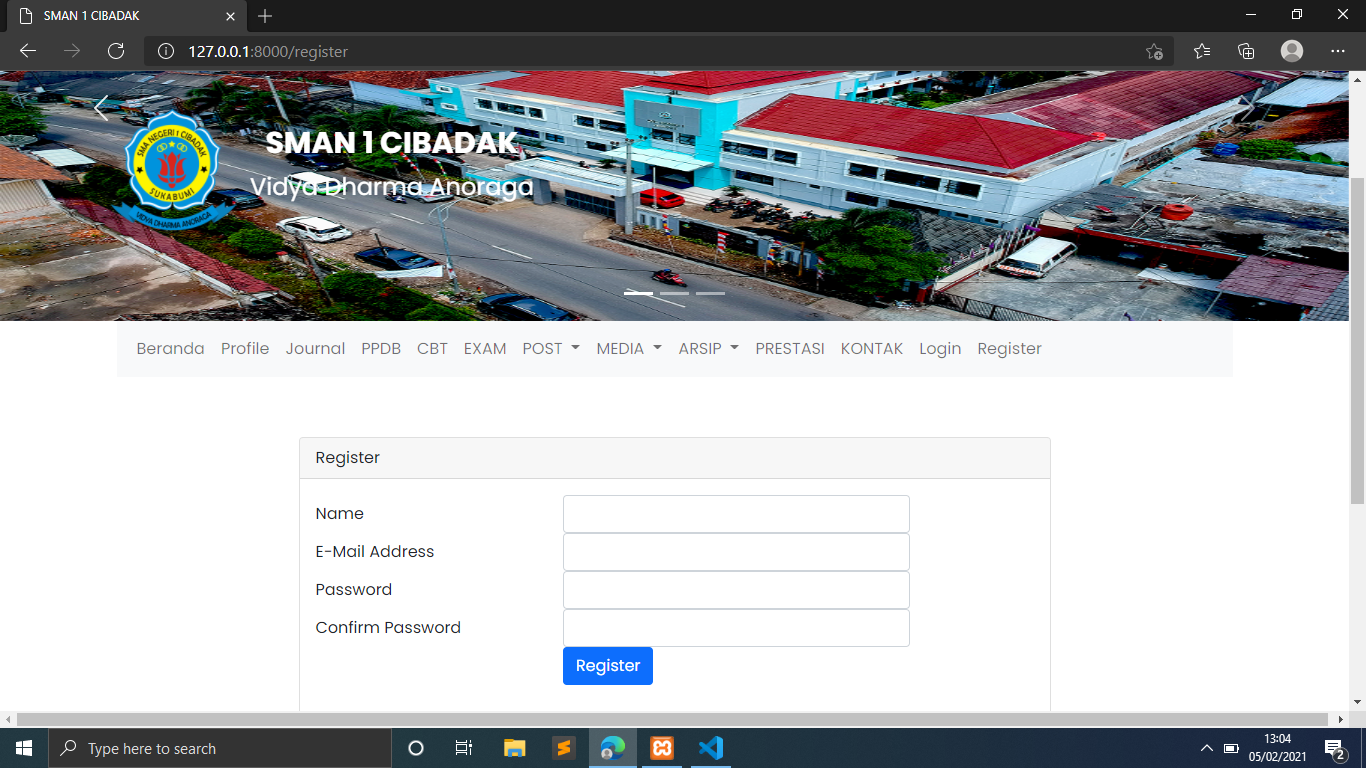 SMAN 1 CIBADAK
127.0.0.1:8000/register
SMA NEGERI 1 CIBADAK
SUKABUMI
VIDYA DHARMA ANORAGA
SMAN 1 CIBADAK
Vidya Dharma Anoraga
Beranda Profile Journal PPDB CBT EXAM POST MEDIA ARSIP PRESTASI KONTAK Login Register
Register
Name
E-Mail Address
Password
Confirm Password
Register
Type here to search
13:04
05/02/2021
2